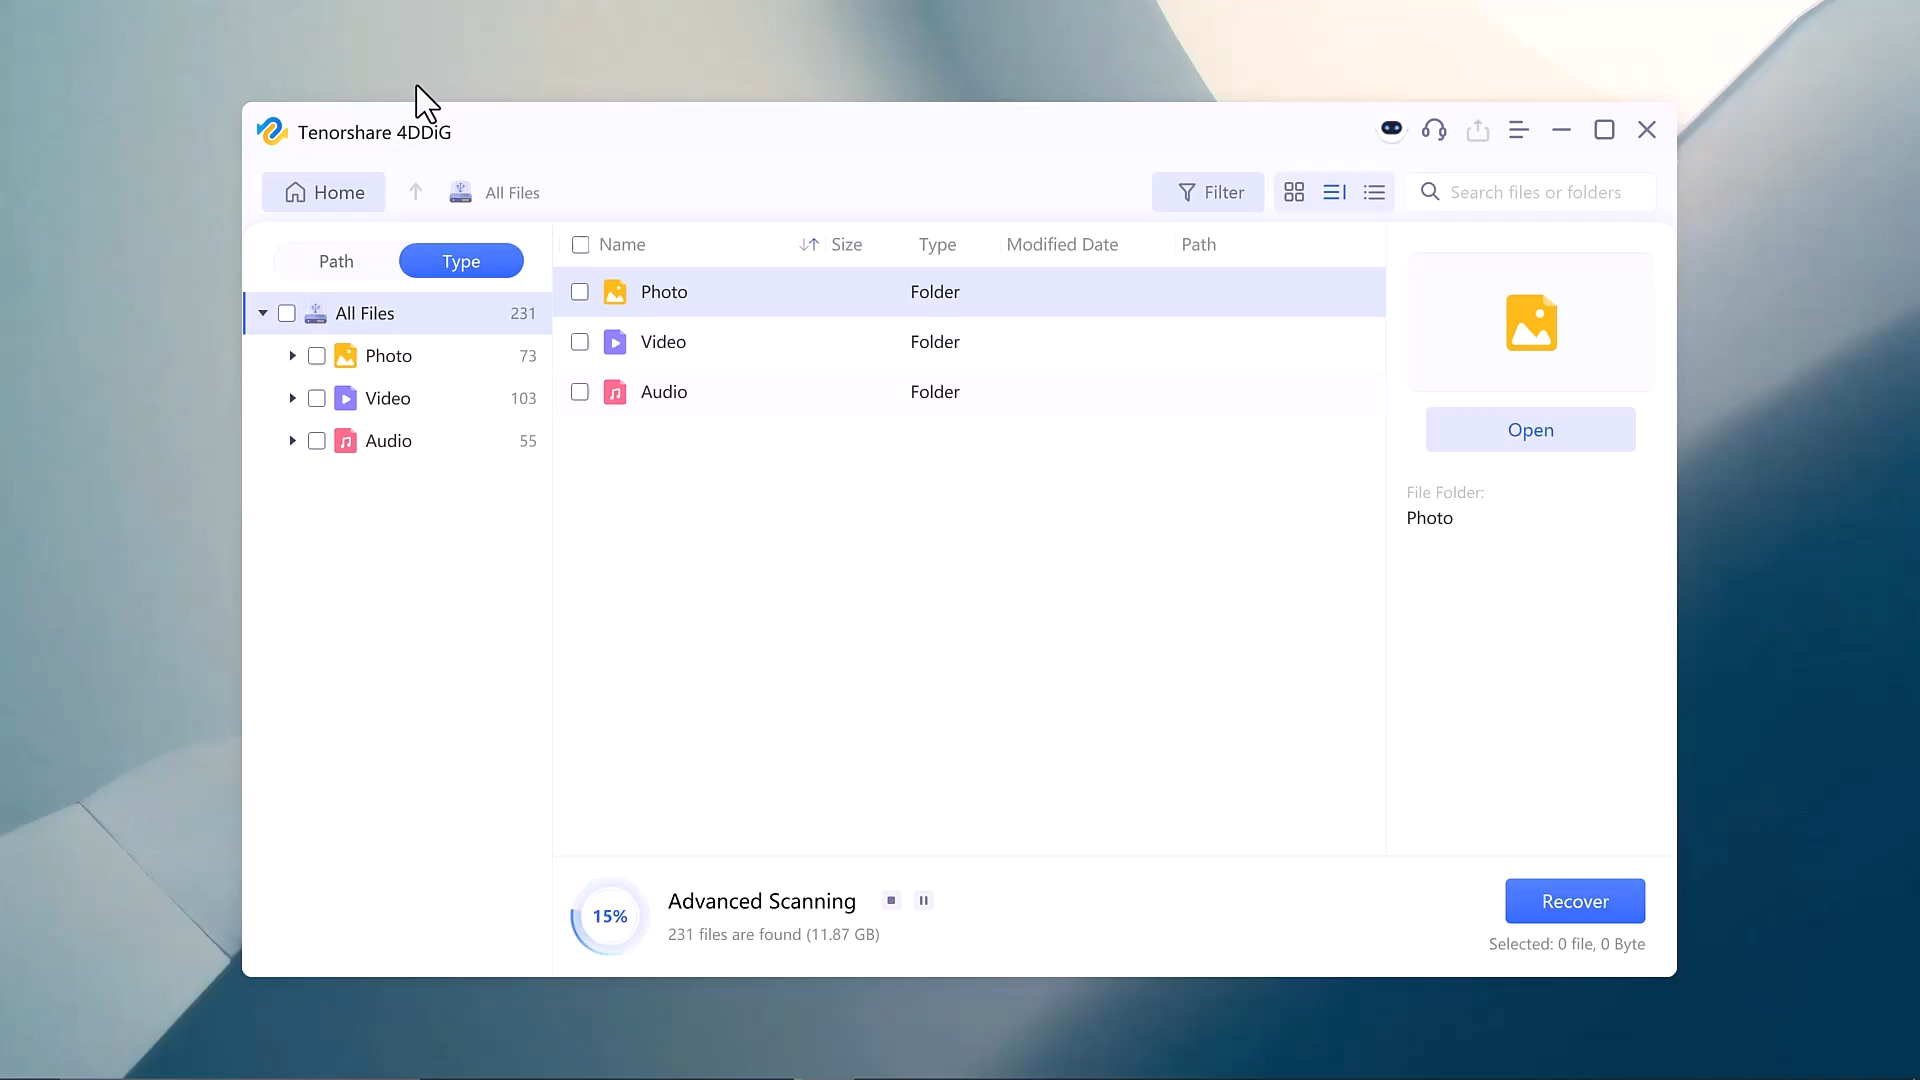 Tenorshare 4DDiG
Home
All Files
Filter
Search files or folders
Path
Type
Name
Size
Type
Modified Date
Path
All Files 231
Photo 73
Video 103
Audio 55
Photo Folder
Video Folder
Audio Folder
Open
File Folder:
Photo
15%
Advanced Scanning
231 files are found (11.87 GB)
Recover
Selected: 0 file, 0 Byte